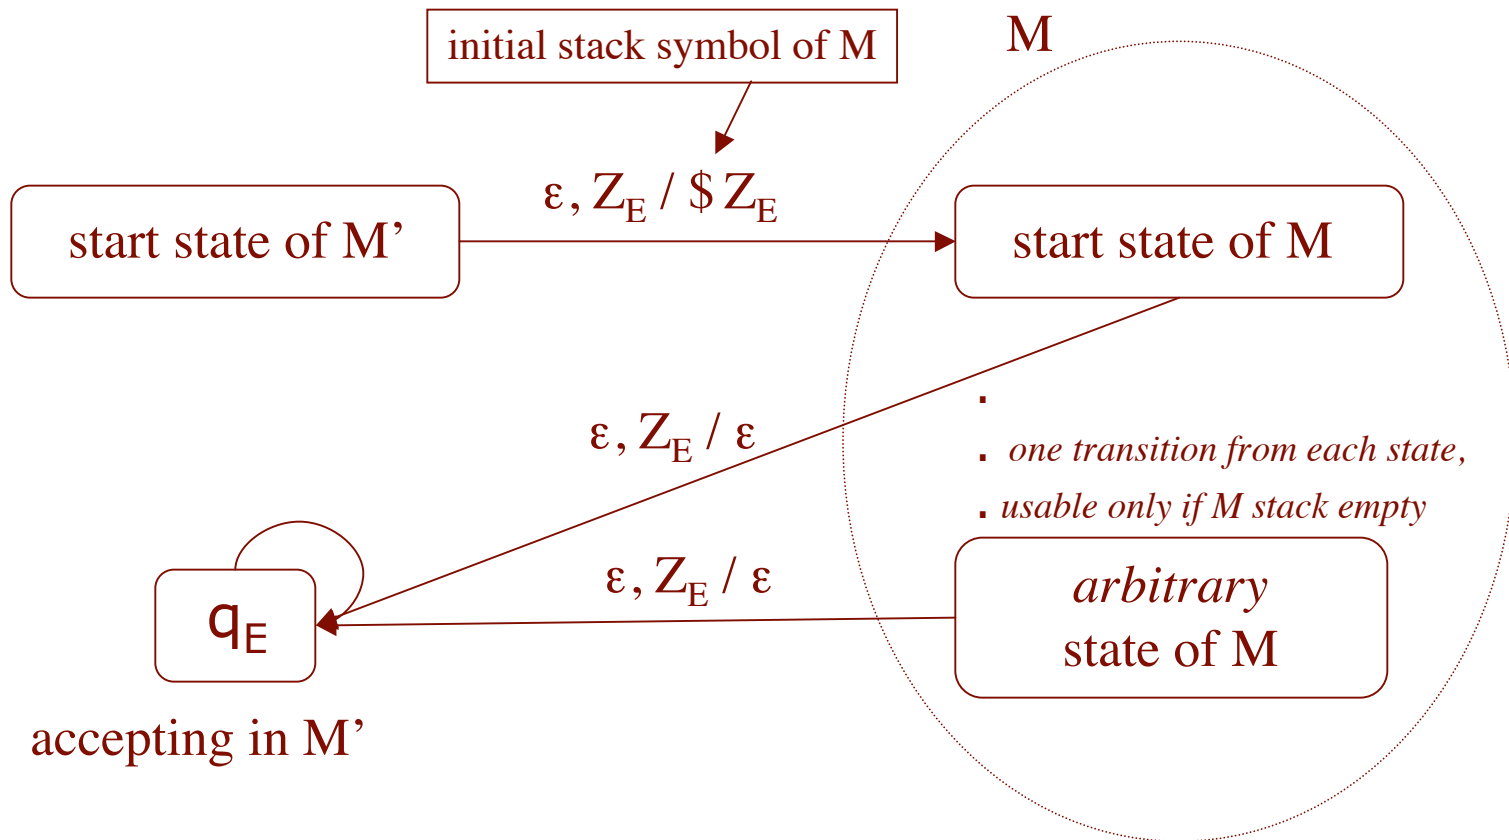 initial stack symbol of M
M
ε, Z_E / $ Z_E
start state of M’
start state of M
.
ε, Z_E / ε
. one transition from each state,
. usable only if M stack empty
ε, Z_E / ε
arbitrary
state of M
q_E
accepting in M’